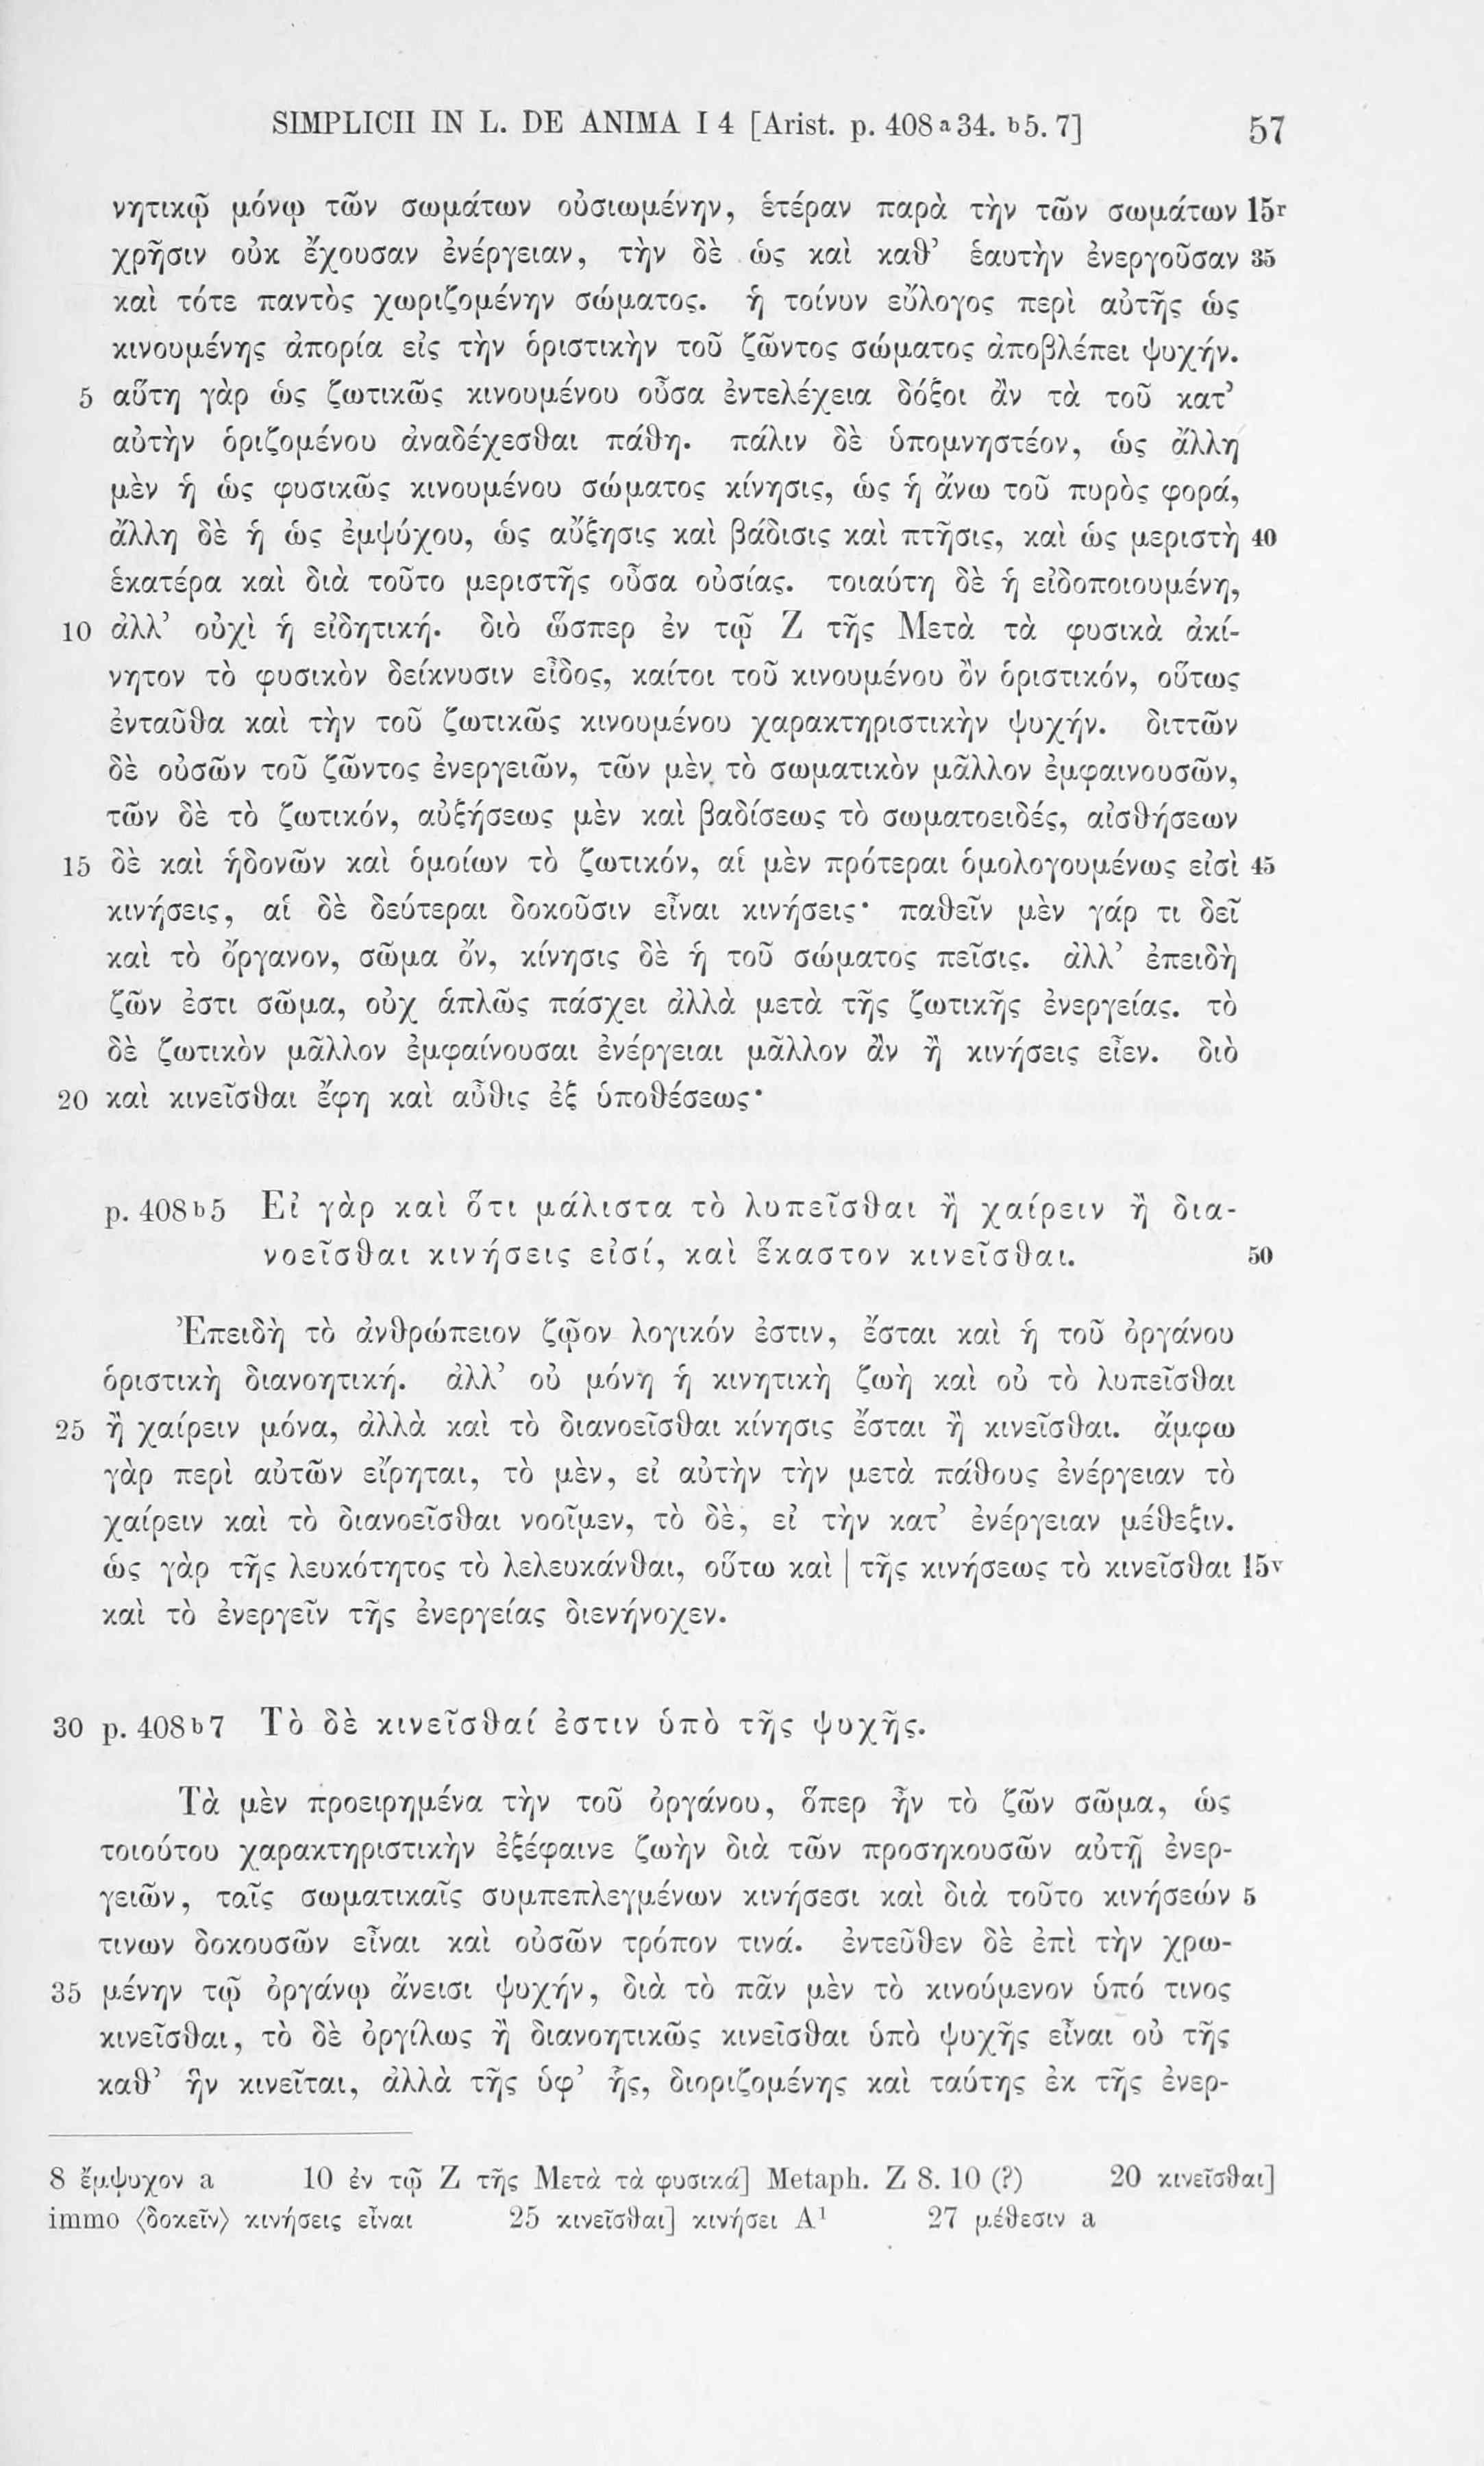 SIMPLICII IN L. DE ANIMA I 4 [Arist. p. 408 a 34. b 5. 7] 57
νητικῷ μόνῳ τῶν σωμάτων οὐσιωμένην, ἑτέραν παρὰ τὴν τῶν σωμάτων 15r
χρῆσιν οὐκ ἔχουσαν ἐνέργειαν, τὴν δὲ ὡς καὶ καθ’ ἑαυτὴν ἐνεργοῦσαν 35
καὶ τότε παντὸς χωριζομένην σώματος. ἡ τοίνυν εὔλογος περὶ αὐτῆς ὡς
κινουμένης ἀπορία εἰς τὴν ὁριστικὴν τοῦ ζῶντος σώματος ἀποβλέπει ψυχήν.
5 αὕτη γὰρ ὡς ζωτικῶς κινουμένου οὖσα ἐντελέχεια δόξοι ἂν τὰ τοῦ κατ’
αὐτὴν ὁριζομένου ἀναδέχεσθαι πάθη. πάλιν δὲ ὑπομνηστέον, ὡς ἄλλη
μὲν ἡ ὡς φυσικῶς κινουμένου σώματος κίνησις, ὡς ἡ ἄνω τοῦ πυρὸς φορά,
ἄλλη δὲ ἡ ὡς ἐμψύχου, ὡς αὔξησις καὶ βάδισις καὶ πτῆσις, καὶ ὡς μεριστὴ 40
ἑκατέρα καὶ διὰ τοῦτο μεριστῆς οὖσα οὐσίας. τοιαύτη δὲ ἡ εἰδοποιουμένη,
10 ἀλλ’ οὐχὶ ἡ εἰδητική. διὸ ὥσπερ ἐν τῷ Ζ τῆς Μετὰ τὰ φυσικὰ ἀκί-
νητον τὸ φυσικὸν δείκνυσιν εἶδος, καίτοι τοῦ κινουμένου ὂν ὁριστικόν, οὕτως
ἐνταῦθα καὶ τὴν τοῦ ζωτικῶς κινουμένου χαρακτηριστικὴν ψυχήν. διττῶν
δὲ οὐσῶν τοῦ ζῶντος ἐνεργειῶν, τῶν μὲν τὸ σωματικὸν μᾶλλον ἐμφαινουσῶν,
τῶν δὲ τὸ ζωτικόν, αὐξήσεως μὲν καὶ βαδίσεως τὸ σωματοειδές, αἰσθήσεων
15 δὲ καὶ ἡδονῶν καὶ ὁμοίων τὸ ζωτικόν, αἱ μὲν πρότεραι ὁμολογουμένως εἰσὶ 45
κινήσεις, αἱ δὲ δεύτεραι δοκοῦσιν εἶναι κινήσεις· παθεῖν μὲν γάρ τι δεῖ
καὶ τὸ ὄργανον, σῶμα ὄν, κίνησις δὲ ἡ τοῦ σώματος πεῖσις. ἀλλ’ ἐπειδὴ
ζῶν ἐστι σῶμα, οὐχ ἁπλῶς πάσχει ἀλλὰ μετὰ τῆς ζωτικῆς ἐνεργείας. τὸ
δὲ ζωτικὸν μᾶλλον ἐμφαίνουσαι ἐνέργειαι μᾶλλον ἂν ἢ κινήσεις εἶεν. διὸ
20 καὶ κινεῖσθαι ἔφη καὶ αὖθις ἐξ ὑποθέσεως·
p. 408 b 5 Εἰ γὰρ καὶ ὅτι μάλιστα τὸ λυπεῖσθαι ἢ χαίρειν ἢ δια-
νοεῖσθαι κινήσεις εἰσί, καὶ ἕκαστον κινεῖσθαι. 50
Ἐπειδὴ τὸ ἀνθρώπειον ζῷον λογικόν ἐστιν, ἔσται καὶ ἡ τοῦ ὀργάνου
ὁριστικὴ διανοητική. ἀλλ’ οὐ μόνη ἡ κινητικὴ ζωὴ καὶ οὐ τὸ λυπεῖσθαι
25 ἢ χαίρειν μόνα, ἀλλὰ καὶ τὸ διανοεῖσθαι κίνησις ἔσται ἢ κινεῖσθαι. ἄμφω
γὰρ περὶ αὐτῶν εἴρηται, τὸ μὲν, εἰ αὐτὴν τὴν μετὰ πάθους ἐνέργειαν τὸ
χαίρειν καὶ τὸ διανοεῖσθαι νοοῖμεν, τὸ δὲ, εἰ τὴν κατ’ ἐνέργειαν μέθεξιν.
ὡς γὰρ τῆς λευκότητος τὸ λελευκάνθαι, οὕτω καὶ | τῆς κινήσεως τὸ κινεῖσθαι 15v
καὶ τὸ ἐνεργεῖν τῆς ἐνεργείας διενήνοχεν.
30 p. 408 b 7 Τὸ δὲ κινεῖσθαί ἐστιν ὑπὸ τῆς ψυχῆς.
Τὰ μὲν προειρημένα τὴν τοῦ ὀργάνου, ὅπερ ἦν τὸ ζῶν σῶμα, ὡς
τοιούτου χαρακτηριστικὴν ἐξέφαινε ζωὴν διὰ τῶν προσηκουσῶν αὐτῇ ἐνερ-
γειῶν, ταῖς σωματικαῖς συμπεπλεγμένων κινήσεσι καὶ διὰ τοῦτο κινήσεών 5
τινων δοκουσῶν εἶναι καὶ οὐσῶν τρόπον τινά. ἐντεῦθεν δὲ ἐπὶ τὴν χρω-
35 μένην τῷ ὀργάνῳ ἄνεισι ψυχήν, διὰ τὸ πᾶν μὲν τὸ κινούμενον ὑπό τινος
κινεῖσθαι, τὸ δὲ ὀργίλως ἢ διανοητικῶς κινεῖσθαι ὑπὸ ψυχῆς εἶναι οὐ τῆς
καθ’ ἣν κινεῖται, ἀλλὰ τῆς ὑφ’ ἧς, διοριζομένης καὶ ταύτης ἐκ τῆς ἐνερ-
8 ἔμψυχον a 10 ἐν τῷ Ζ τῆς Μετὰ τὰ φυσικά] Metaph. Z 8. 10 (?) 20 κινεῖσθαι]
immo ⟨δοκεῖν⟩ κινήσεις εἶναι 25 κινεῖσθαι] κινήσει A1 27 μέθεσιν a